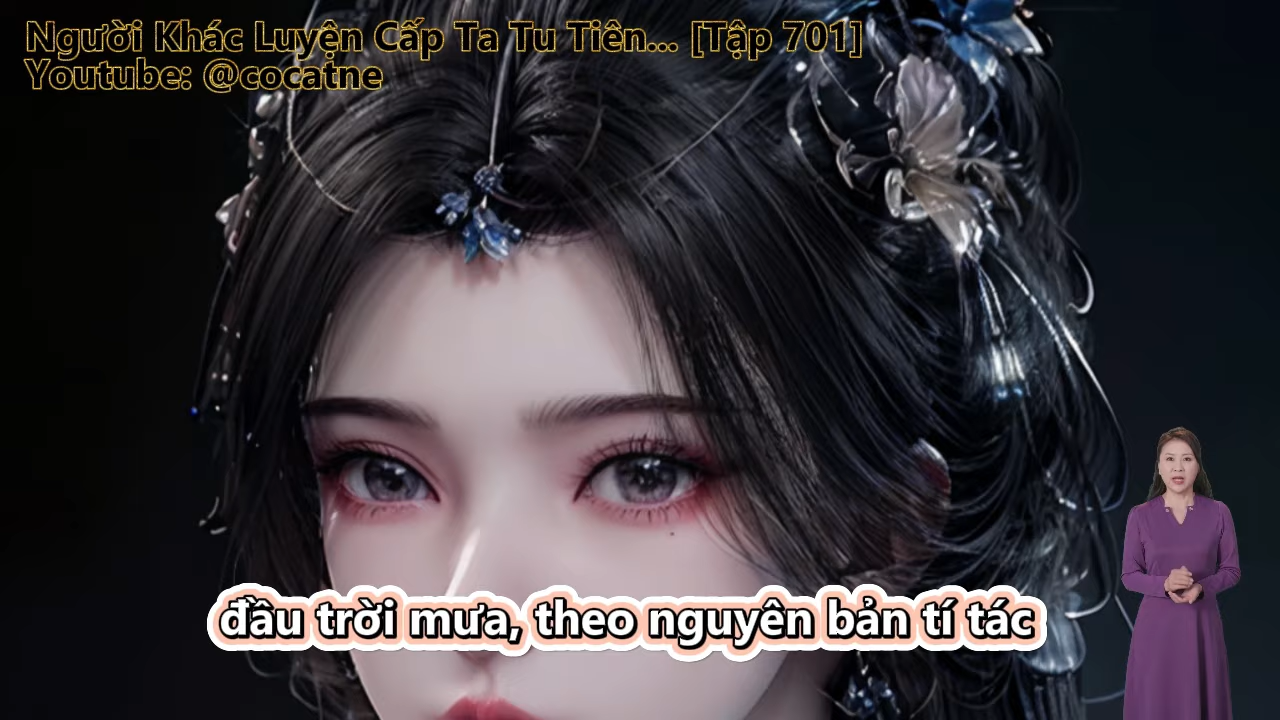 Người Khác Luyện Cấp Ta Tu Tiên... [Tập 701]
Youtube: @cocatne
đầu trời mưa, theo nguyên bản tí tác